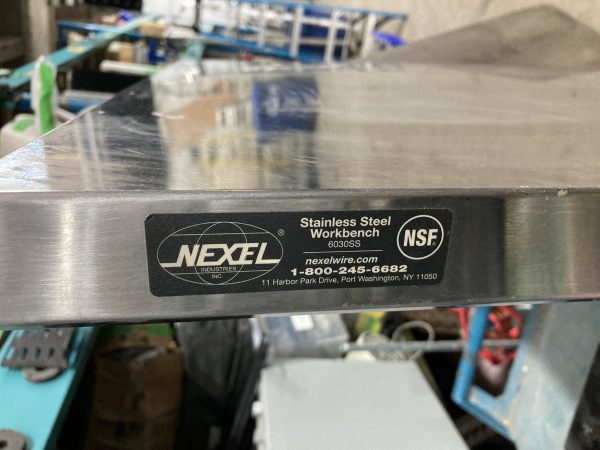 NEXEL®
INDUSTRIES
INC
Stainless Steel
Workbench
6030SS
nexelwire.com
1-800-245-6682
11 Harbor Park Drive, Port Washington, NY 11050
NSF